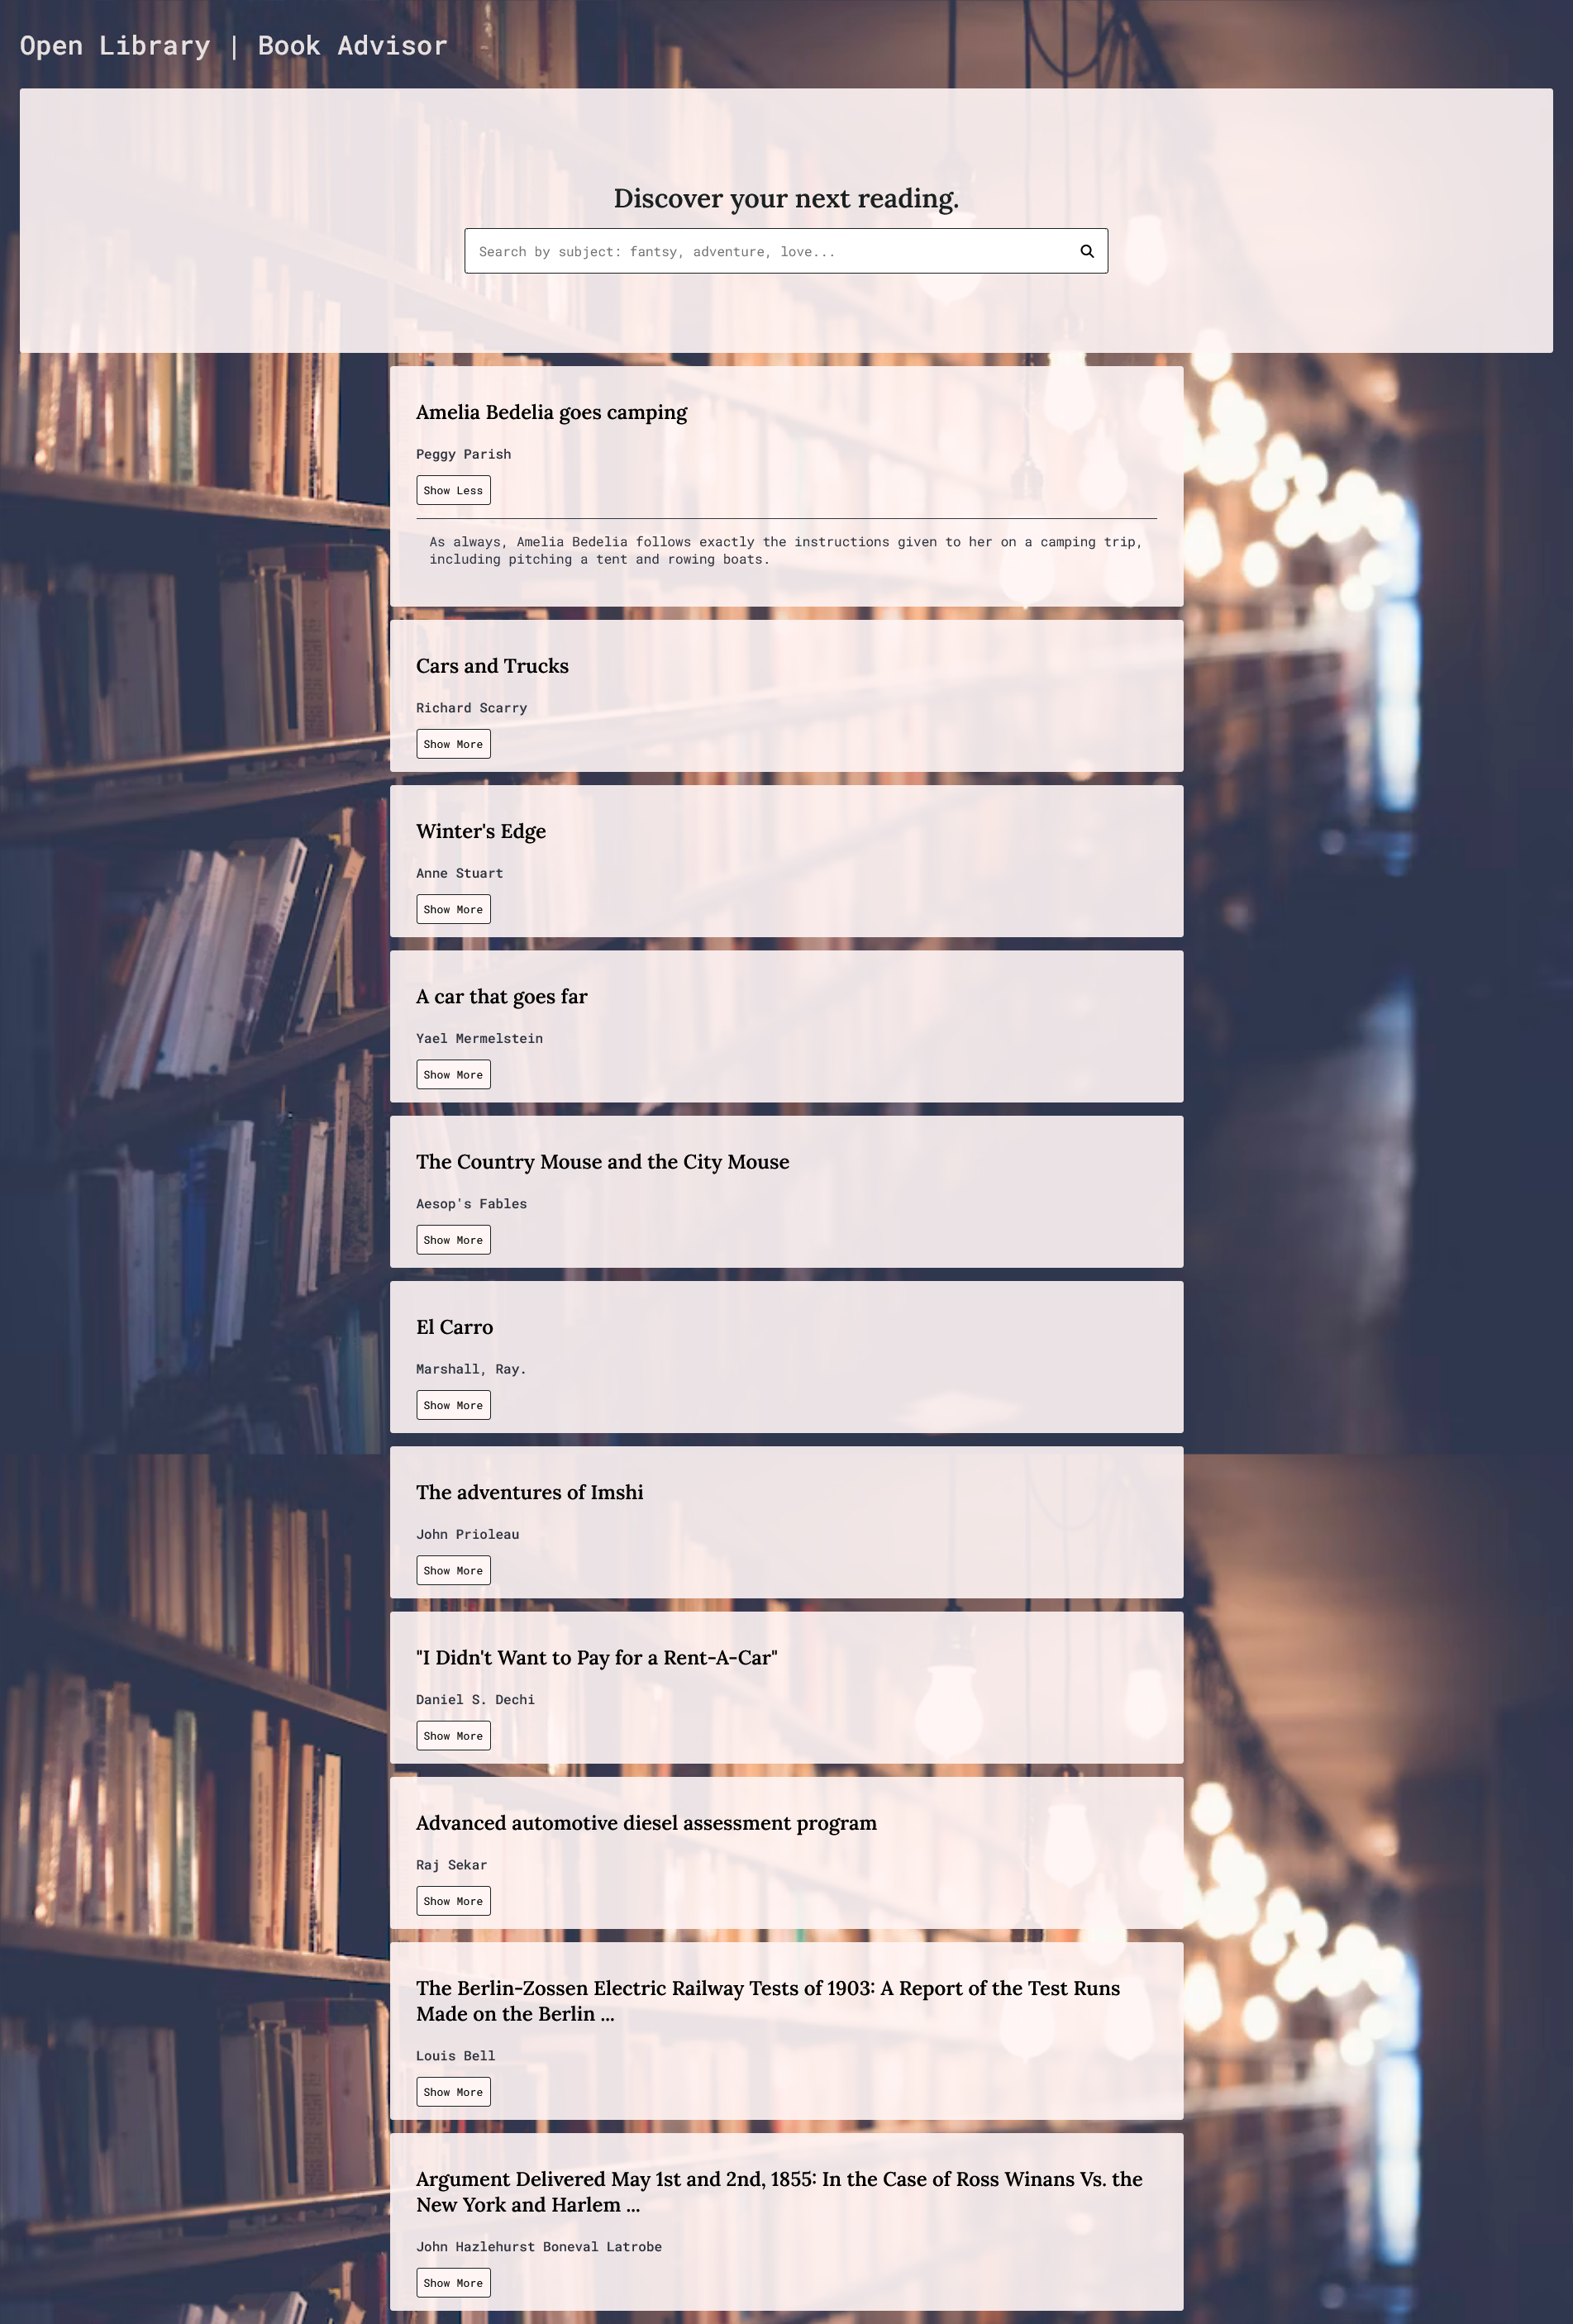 Open Library | Book Advisor
Discover your next reading.
Search by subject: fantsy, adventure, love...
Amelia Bedelia goes camping
Peggy Parish
Show Less
As always, Amelia Bedelia follows exactly the instructions given to her on a camping trip,
including pitching a tent and rowing boats.
Cars and Trucks
Richard Scarry
Show More
Winter's Edge
Anne Stuart
Show More
A car that goes far
Yael Mermelstein
Show More
The Country Mouse and the City Mouse
Aesop's Fables
Show More
El Carro
Marshall, Ray.
Show More
The adventures of Imshi
John Prioleau
Show More
"I Didn't Want to Pay for a Rent-A-Car"
Daniel S. Dechi
Show More
Advanced automotive diesel assessment program
Raj Sekar
Show More
The Berlin-Zossen Electric Railway Tests of 1903: A Report of the Test Runs
Made on the Berlin ...
Louis Bell
Show More
Argument Delivered May 1st and 2nd, 1855: In the Case of Ross Winans Vs. the
New York and Harlem ...
John Hazlehurst Boneval Latrobe
Show More